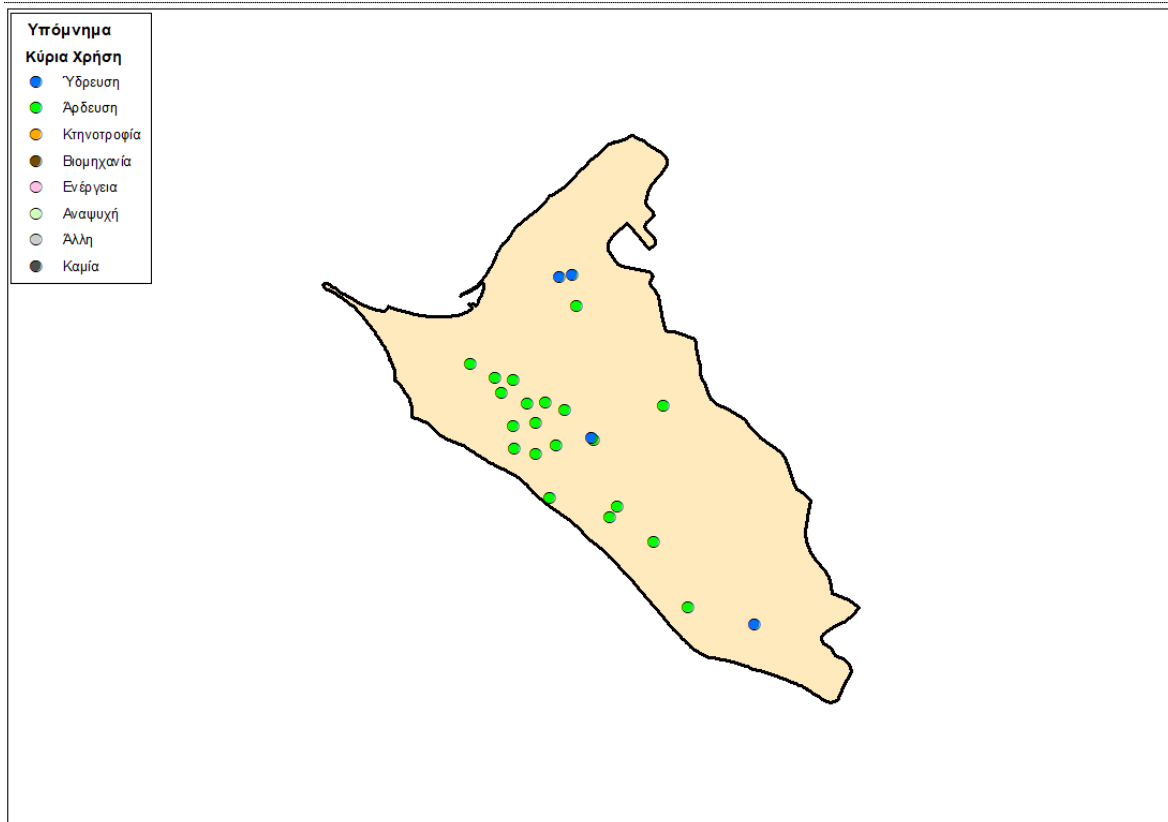 Υπόμνημα
Κύρια Χρήση
Ύδρευση
Άρδευση
Κτηνοτροφία
Βιομηχανία
Ενέργεια
Αναψυχή
Άλλη
Καμία